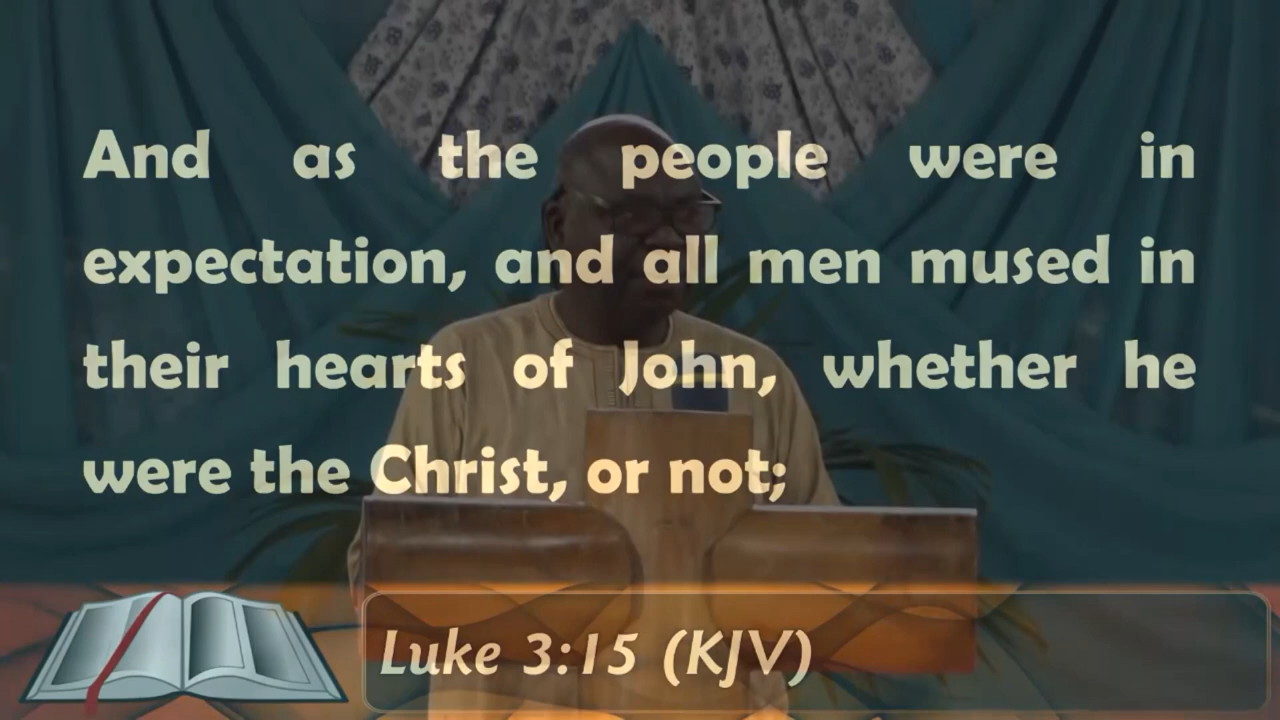 And as the people were in
expectation, and all men mused in
their hearts of John, whether he
were the Christ, or not;
Luke 3:15 (KJV)